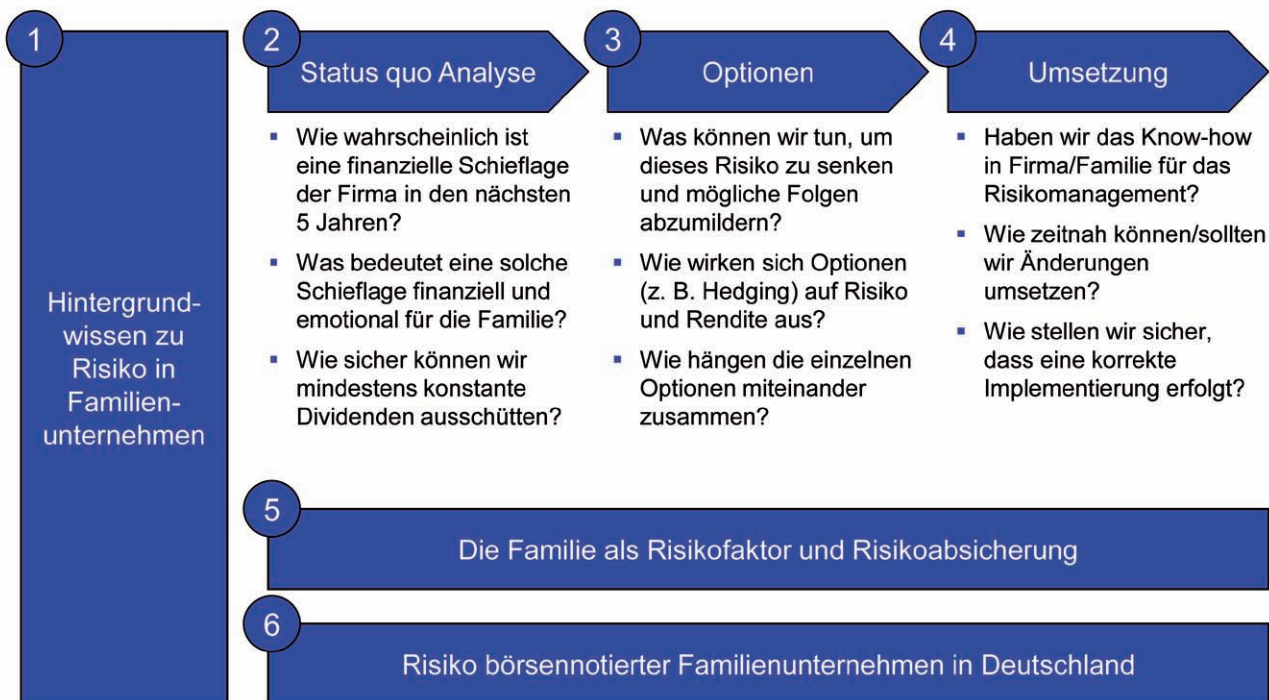 1
Hintergrund-
wissen zu
Risiko in
Familien-
unternehmen
2
Status quo Analyse
▪ Wie wahrscheinlich ist
eine finanzielle Schieflage
der Firma in den nächsten
5 Jahren?
▪ Was bedeutet eine solche
Schieflage finanziell und
emotional für die Familie?
▪ Wie sicher können wir
mindestens konstante
Dividenden ausschütten?
3
Optionen
▪ Was können wir tun, um
dieses Risiko zu senken
und mögliche Folgen
abzumildern?
▪ Wie wirken sich Optionen
(z. B. Hedging) auf Risiko
und Rendite aus?
▪ Wie hängen die einzelnen
Optionen miteinander
zusammen?
4
Umsetzung
▪ Haben wir das Know-how
in Firma/Familie für das
Risikomanagement?
▪ Wie zeitnah können/sollten
wir Änderungen
umsetzen?
▪ Wie stellen wir sicher,
dass eine korrekte
Implementierung erfolgt?
5
Die Familie als Risikofaktor und Risikoabsicherung
6
Risiko börsennotierter Familienunternehmen in Deutschland